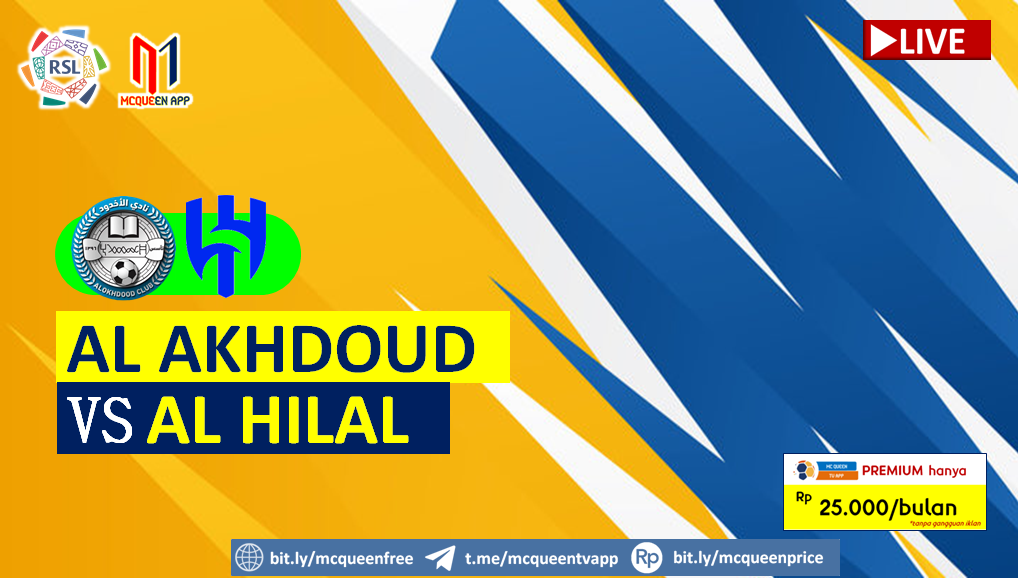 RSL
MCQUEEN APP
LIVE
نادي الأخدود
ALOKHDOOD CLUB
AL AKHDOUD
VS AL HILAL
MC QUEEN
TV APP
PREMIUM hanya
Rp 25.000/bulan
*tanpa gangguan iklan
bit.ly/mcqueenfree
t.me/mcqueentvapp
Rp
bit.ly/mcqueenprice